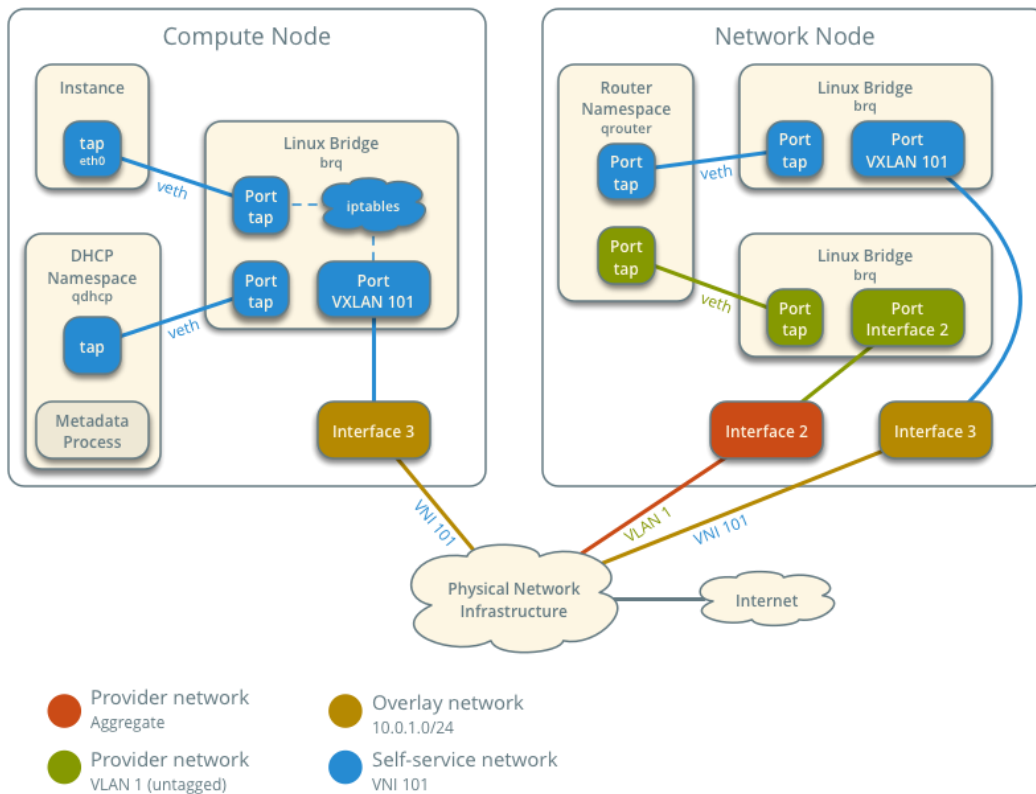 Compute Node
Instance
tap
eth0
veth
Linux Bridge
brq
Port
tap
iptables
DHCP
Namespace
qdhcp
tap
veth
Port
tap
Port
VXLAN 101
Metadata
Process
Interface 3
Network Node
Router
Namespace
qrouter
Port
tap
veth
Linux Bridge
brq
Port
tap
Port
VXLAN 101
Port
tap
veth
Linux Bridge
brq
Port
tap
Port
Interface 2
Interface 2
Interface 3
VNI 101
VLAN 1
VNI 101
Physical Network
Infrastructure
Internet
Provider network
Aggregate
Overlay network
10.0.1.0/24
Provider network
VLAN 1 (untagged)
Self-service network
VNI 101